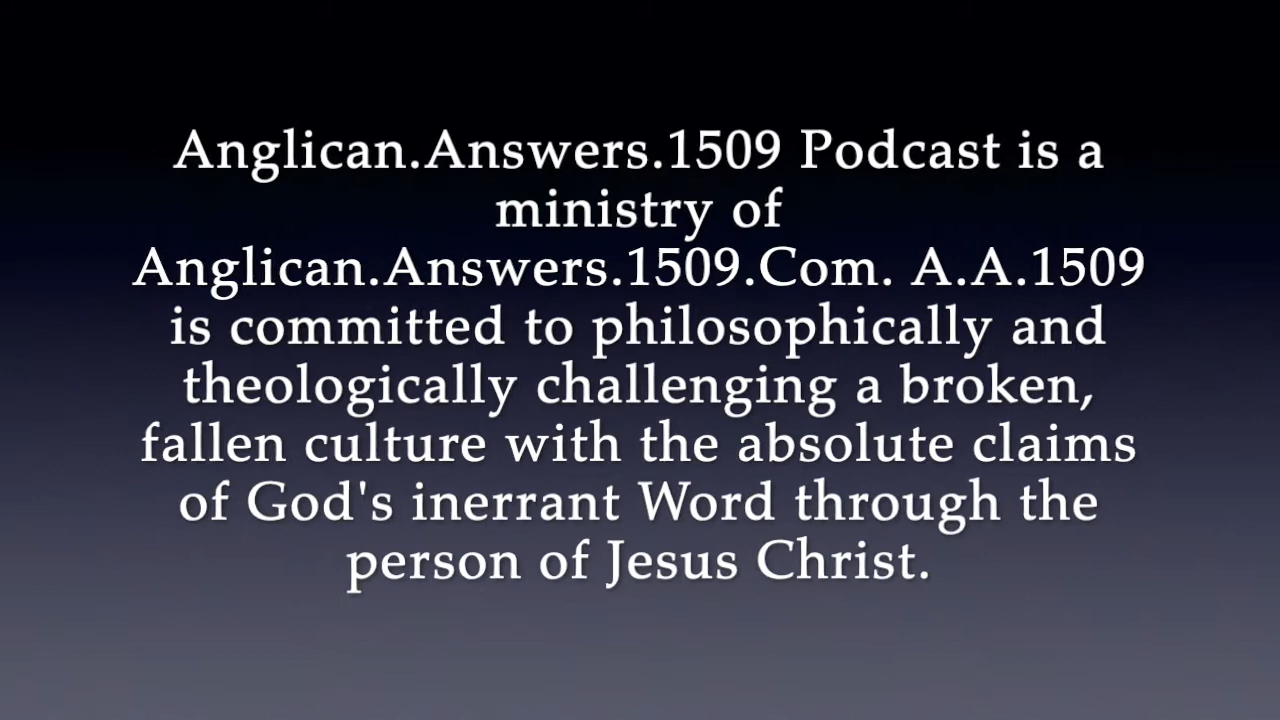 Anglican.Answers.1509 Podcast is a
ministry of
Anglican.Answers.1509.Com. A.A.1509
is committed to philosophically and
theologically challenging a broken,
fallen culture with the absolute claims
of God's inerrant Word through the
person of Jesus Christ.